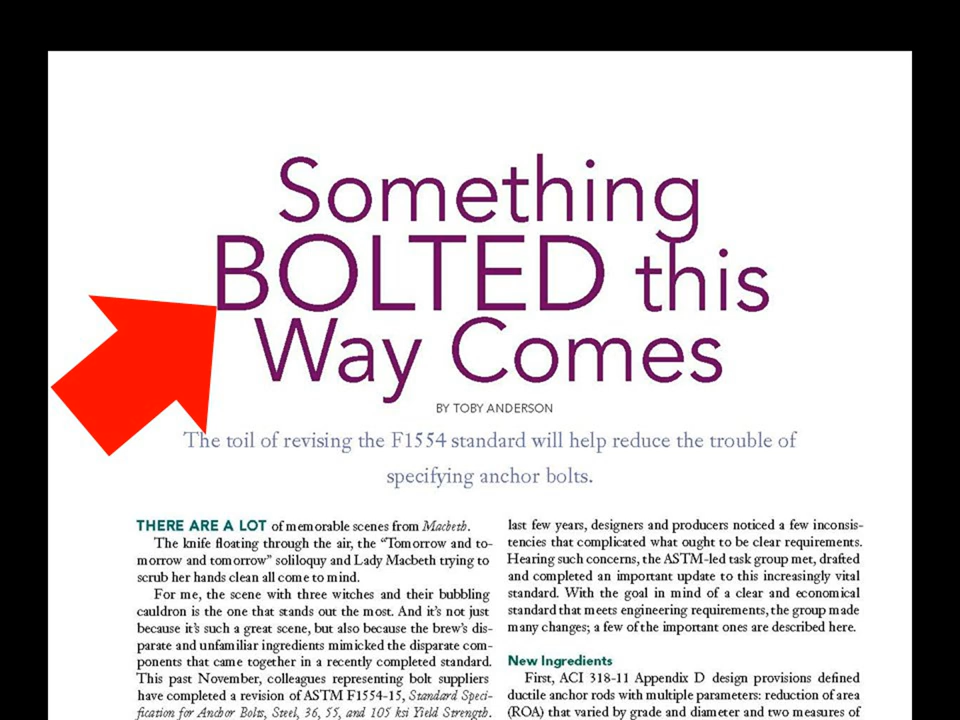 Something
BOLTED this
Way Comes
BY TOBY ANDERSON
The toil of revising the F1554 standard will help reduce the trouble of
specifying anchor bolts.
THERE ARE A LOT of memorable scenes from Macbeth.
The knife floating through the air, the “Tomorrow and to-
morrow and tomorrow” soliloquy and Lady Macbeth trying to
scrub her hands clean all come to mind.
For me, the scene with three witches and their bubbling
cauldron is the one that stands out the most. And it’s not just
because it’s such a great scene, but also because the brew’s dis-
parate and unfamiliar ingredients mimicked the disparate com-
ponents that came together in a recently completed standard.
This past November, colleagues representing bolt suppliers
have completed a revision of ASTM F1554-15, Standard Speci-
fication for Anchor Bolts, Steel, 36, 55, and 105 ksi Yield Strength.
last few years, designers and producers noticed a few inconsis-
tencies that complicated what ought to be clear requirements.
Hearing such concerns, the ASTM-led task group met, drafted
and completed an important update to this increasingly vital
standard. With the goal in mind of a clear and economical
standard that meets engineering requirements, the group made
many changes; a few of the important ones are described here.
New Ingredients
First, ACI 318-11 Appendix D design provisions defined
ductile anchor rods with multiple parameters: reduction of area
(ROA) that varied by grade and diameter and two measures of